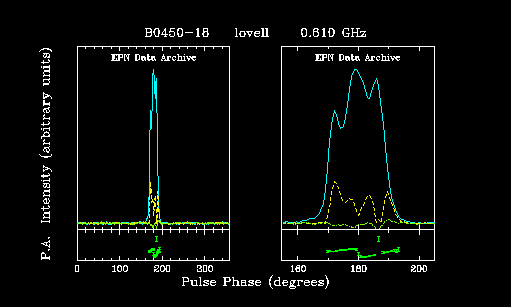 B0450-18 lovell 0.610 GHz
EPN Data Archive EPN Data Archive
P.A. Intensity (arbitrary units)
0 100 200 300 160 180 200
Pulse Phase (degrees)